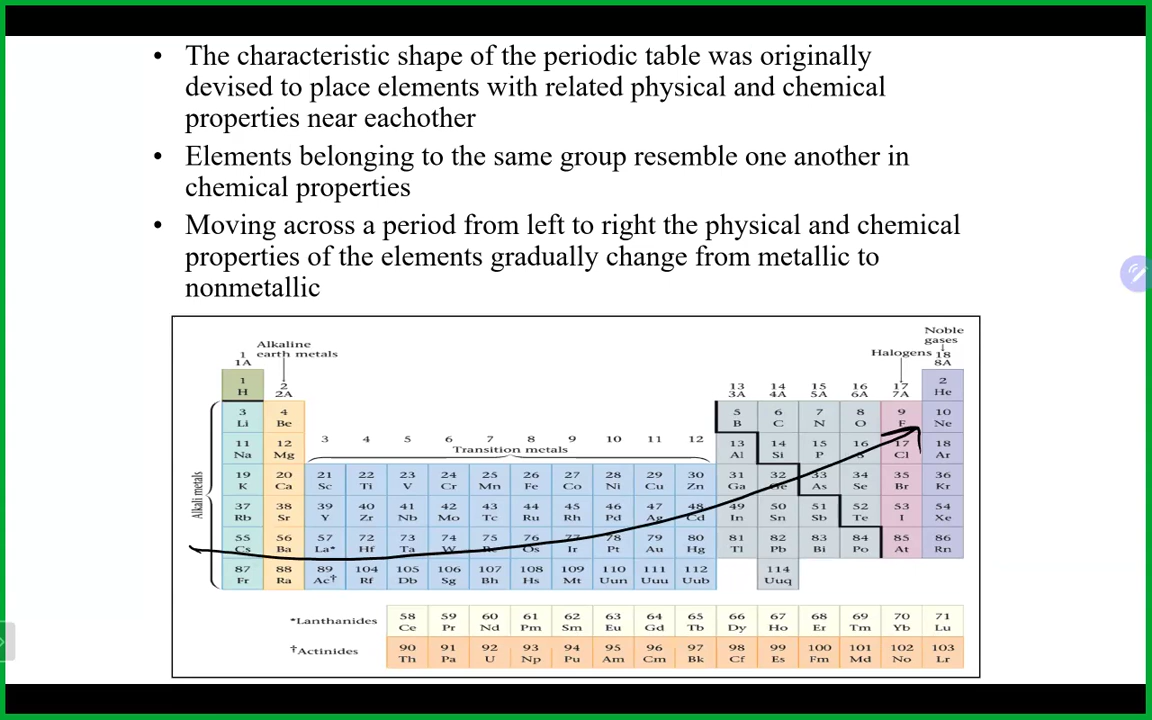 • The characteristic shape of the periodic table was originally
devised to place elements with related physical and chemical
properties near eachother
• Elements belonging to the same group resemble one another in
chemical properties
• Moving across a period from left to right the physical and chemical
properties of the elements gradually change from metallic to
nonmetallic
Noble
gases
Alkaline
earth metals
Halogens
1 18
1A 8A
1 2 13 14 15 16 17 2
H 2A 3A 4A 5A 6A 7A He
3 4 5 6 7 8 9 10
Li Be B C N O F Ne
11 12 3 4 5 6 7 8 9 10 11 12 13 14 15 16 17 18
Na Mg Transition metals Al Si P S Cl Ar
19 20 21 22 23 24 25 26 27 28 29 30 31 32 33 34 35 36
K Ca Sc Ti V Cr Mn Fe Co Ni Cu Zn Ga Ge As Se Br Kr
Alkali metals
37 38 39 40 41 42 43 44 45 46 47 48 49 50 51 52 53 54
Rb Sr Y Zr Nb Mo Tc Ru Rh Pd Ag Cd In Sn Sb Te I Xe
55 56 57 72 73 74 75 76 77 78 79 80 81 82 83 84 85 86
Cs Ba La* Hf Ta W Re Os Ir Pt Au Hg Tl Pb Bi Po At Rn
87 88 89 104 105 106 107 108 109 110 111 112 114
Fr Ra Ac† Rf Db Sg Bh Hs Mt Uun Uuu Uub Uuq
*Lanthanides
58 59 60 61 62 63 64 65 66 67 68 69 70 71
Ce Pr Nd Pm Sm Eu Gd Tb Dy Ho Er Tm Yb Lu
†Actinides
90 91 92 93 94 95 96 97 98 99 100 101 102 103
Th Pa U Np Pu Am Cm Bk Cf Es Fm Md No Lr